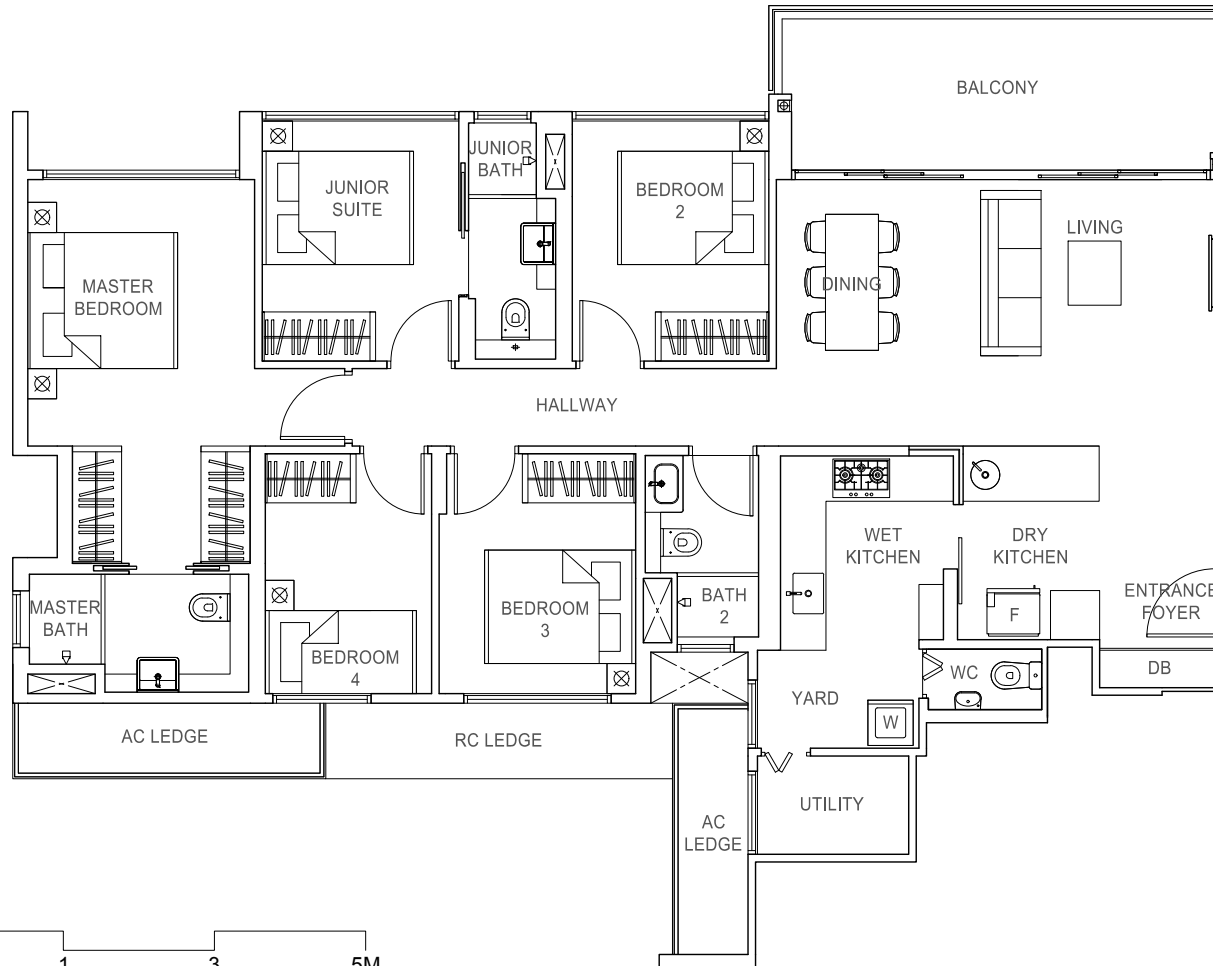 BALCONY
JUNIOR
BATH
JUNIOR
SUITE
BEDROOM
2
LIVING
MASTER
BEDROOM
DINING
HALLWAY
WET
KITCHEN
DRY
KITCHEN
MASTER
BATH
BEDROOM
3
BATH
2
ENTRANCE
FOYER
F
BEDROOM
4
WC
DB
YARD
W
AC LEDGE
RC LEDGE
UTILITY
AC
LEDGE
1
3
5M